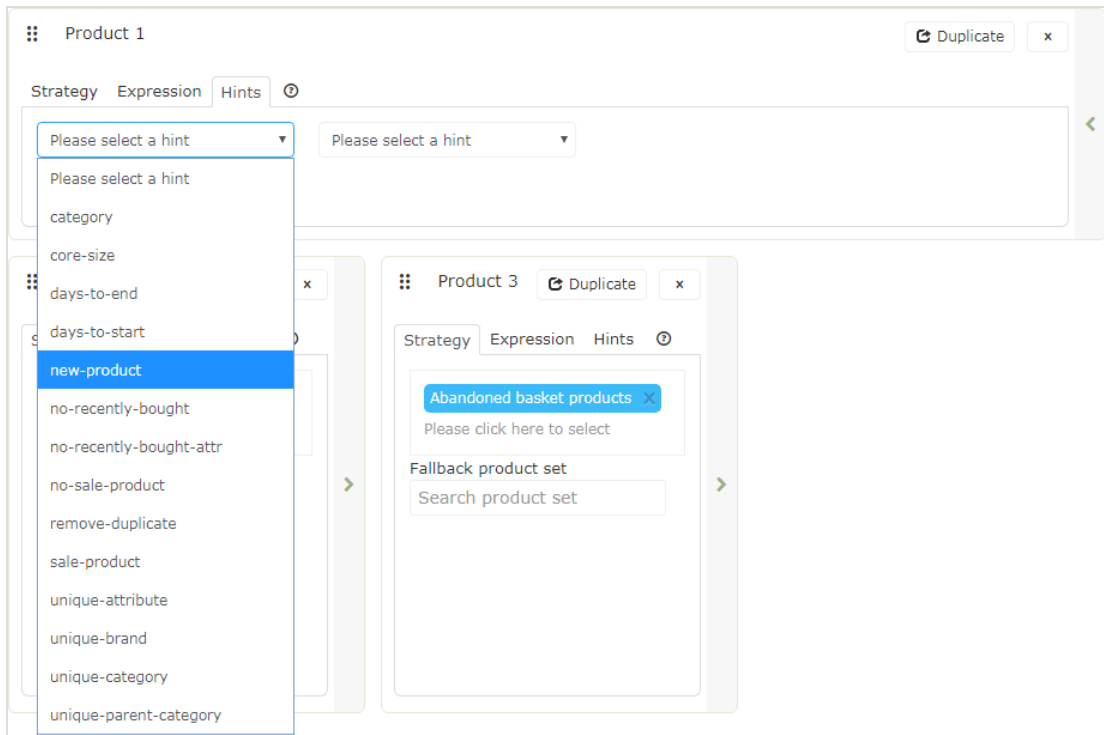 Product 1
Duplicate
x
Strategy Expression Hints
Please select a hint
Please select a hint
Please select a hint
category
core-size
days-to-end
days-to-start
new-product
no-recently-bought
no-recently-bought-attr
no-sale-product
remove-duplicate
sale-product
unique-attribute
unique-brand
unique-category
unique-parent-category
x
Product 3
Duplicate
x
Strategy Expression Hints
Abandoned basket products X
Please click here to select
Fallback product set
Search product set